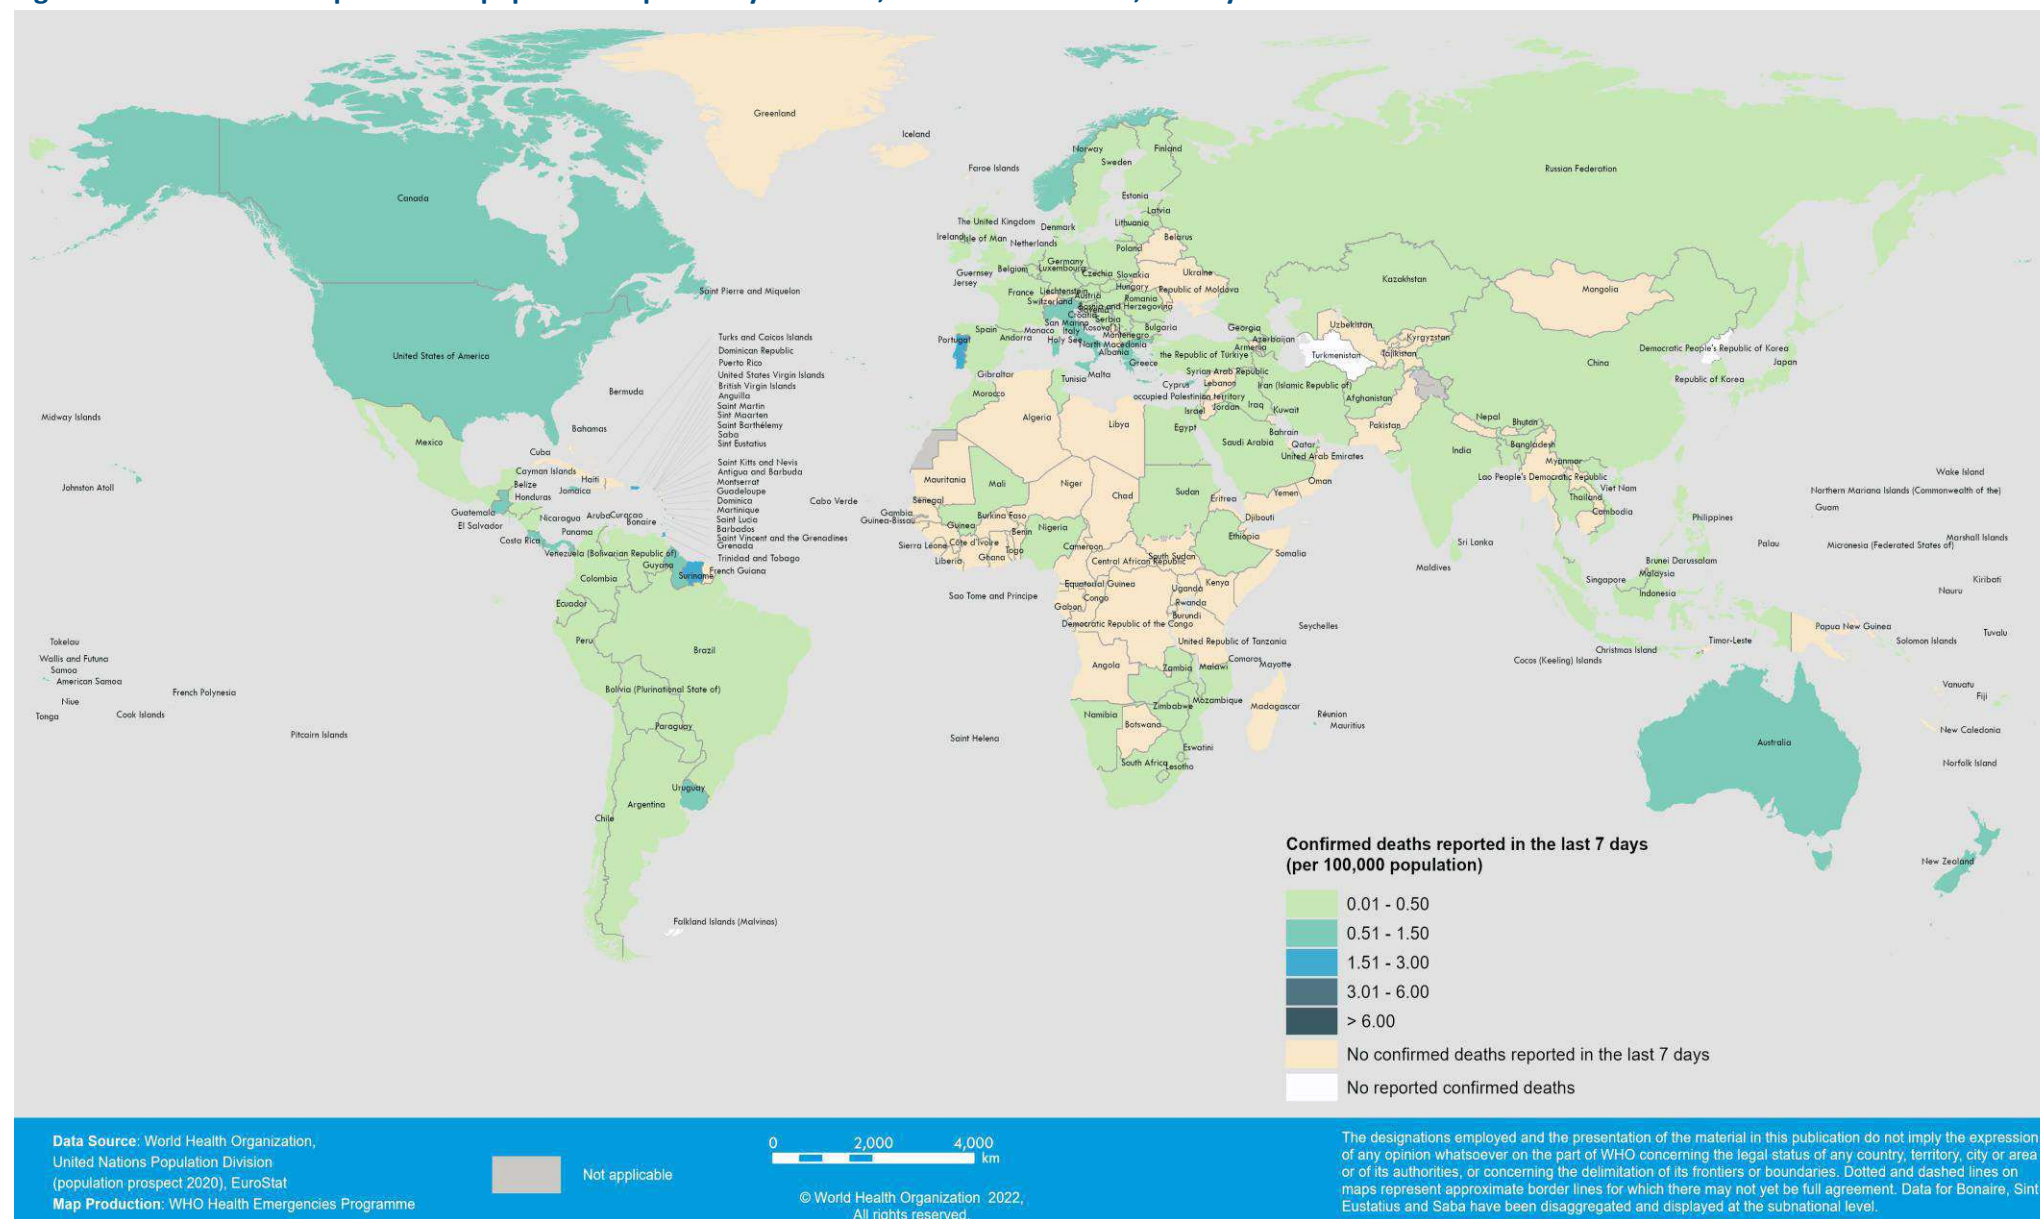 Greenland
Iceland
Faroe Islands
Norway
Finland
Sweden
Russian Federation
Canada
Estonia
Latvia
Lithuania
The United Kingdom
Denmark
Ireland
Isle of Man
Netherlands
Belarus
Poland
Germany
Guernsey
Belgium
Luxembourg
Czechia
Slovakia
Ukraine
Jersey
Kazakhstan
France
Liechtenstein
Austria
Hungary
Republic of Moldova
Mongolia
Saint Pierre and Miquelon
Switzerland
Romania
Bosnia and Herzegovina
Croatia
San Marino
Serbia
Spain
Monaco
Italy
Kosovo[1]
Bulgaria
Georgia
Uzbekistan
Portugal
Andorra
Holy See
Montenegro
North Macedonia
Azerbaijan
Armenia
Kyrgyzstan
Albania
the Republic of Türkiye
Turkmenistan
Tajikistan
Democratic People's Republic of Korea
United States of America
Greece
China
Japan
Gibraltar
Tunisia
Malta
Syrian Arab Republic
Cyprus
Lebanon
Iran (Islamic Republic of)
Republic of Korea
Bermuda
Morocco
occupied Palestinian territory
Afghanistan
Israel
Jordan
Iraq
Kuwait
Midway Islands
Algeria
Libya
Egypt
Pakistan
Nepal
Bhutan
Bahamas
Bahrain
Mexico
Saudi Arabia
Qatar
India
Bangladesh
Cuba
United Arab Emirates
Myanmar
Turks and Caicos Islands
Dominican Republic
Puerto Rico
United States Virgin Islands
British Virgin Islands
Anguilla
Saint Martin
Sint Maarten
Saint Barthélemy
Saba
Sint Eustatius
Saint Kitts and Nevis
Antigua and Barbuda
Montserrat
Guadeloupe
Dominica
Martinique
Saint Lucia
Barbados
Saint Vincent and the Grenadines
Grenada
Trinidad and Tobago
Cayman Islands
Haiti
Belize
Jamaica
Honduras
Guatemala
El Salvador
Nicaragua
Aruba
Curacao
Bonaire
Costa Rica
Panama
Venezuela (Bolivarian Republic of)
Guyana
Suriname
French Guiana
Colombia
Johnston Atoll
Cabo Verde
Mauritania
Mali
Niger
Chad
Sudan
Eritrea
Yemen
Oman
Lao People's Democratic Republic
Viet Nam
Thailand
Cambodia
Wake Island
Northern Mariana Islands (Commonwealth of the)
Guam
Philippines
Senegal
Gambia
Guinea-Bissau
Guinea
Burkina Faso
Benin
Nigeria
Djibouti
Sierra Leone
Côte d'Ivoire
Ghana
Togo
Liberia
Cameroon
Central African Republic
South Sudan
Ethiopia
Somalia
Sri Lanka
Maldives
Palau
Micronesia (Federated States of)
Marshall Islands
Brunei Darussalam
Malaysia
Singapore
Indonesia
Kiribati
Nauru
Ecuador
Sao Tome and Principe
Equatorial Guinea
Congo
Gabon
Uganda
Kenya
Rwanda
Burundi
Democratic Republic of the Congo
Seychelles
United Republic of Tanzania
Papua New Guinea
Solomon Islands
Tuvalu
Timor-Leste
Christmas Island
Cocos (Keeling) Islands
Tokelau
Wallis and Futuna
Samoa
American Samoa
Peru
Brazil
Angola
Zambia
Malawi
Comoros
Mayotte
French Polynesia
Bolivia (Plurinational State of)
Niue
Tonga
Cook Islands
Mozambique
Zimbabwe
Madagascar
Vanuatu
Fiji
Pitcairn Islands
Paraguay
Namibia
Botswana
Réunion
Mauritius
New Caledonia
Saint Helena
Eswatini
South Africa
Lesotho
Australia
Norfolk Island
Uruguay
Argentina
Chile
New Zealand
Falkland Islands (Malvinas)
Confirmed deaths reported in the last 7 days
(per 100,000 population)
0.01 - 0.50
0.51 - 1.50
1.51 - 3.00
3.01 - 6.00
> 6.00
No confirmed deaths reported in the last 7 days
No reported confirmed deaths
Data Source: World Health Organization,
United Nations Population Division
(population prospect 2020), EuroStat
Map Production: WHO Health Emergencies Programme
Not applicable
0 2,000 4,000
km
© World Health Organization 2022,
All rights reserved.
The designations employed and the presentation of the material in this publication do not imply the expression
of any opinion whatsoever on the part of WHO concerning the legal status of any country, territory, city or area
or of its authorities, or concerning the delimitation of its frontiers or boundaries. Dotted and dashed lines on
maps represent approximate border lines for which there may not yet be full agreement. Data for Bonaire, Sint
Eustatius and Saba have been disaggregated and displayed at the subnational level.